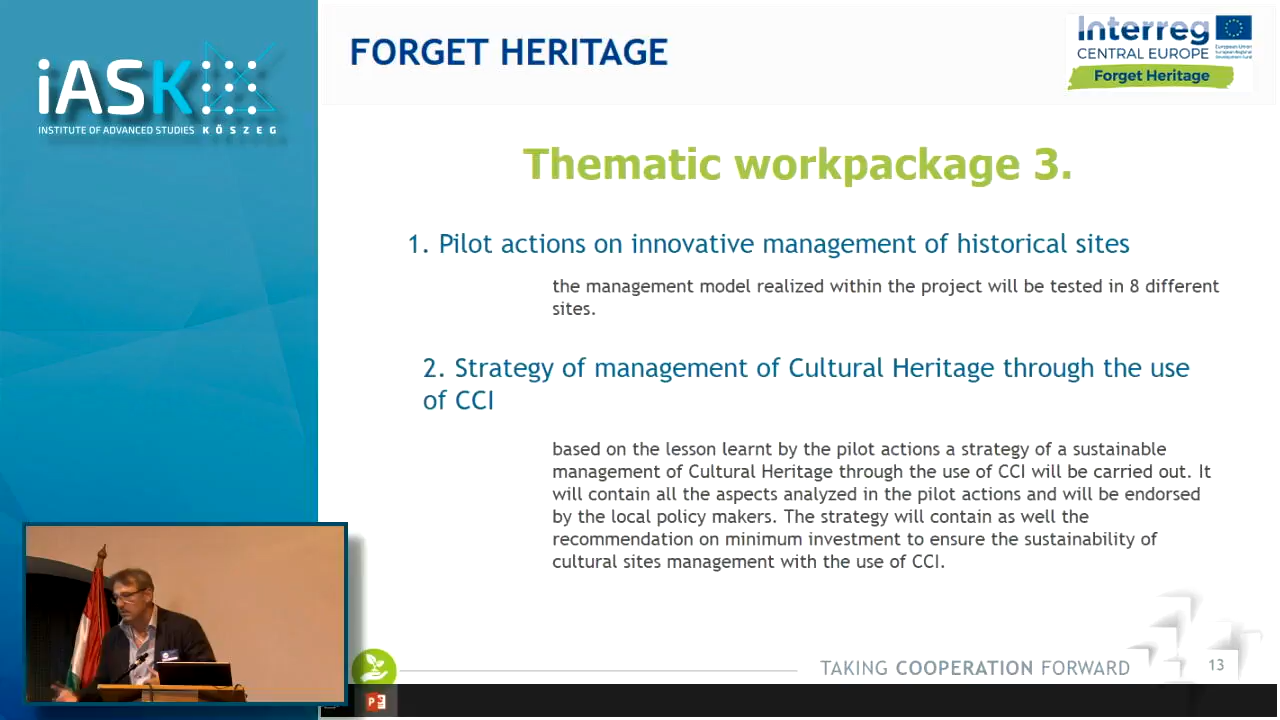 iASK
INSTITUTE OF ADVANCED STUDIES KŐSZEG
FORGET HERITAGE
Interreg
CENTRAL EUROPE
European Union
European Regional
Development Fund
Forget Heritage
Thematic workpackage 3.
1. Pilot actions on innovative management of historical sites
the management model realized within the project will be tested in 8 different
sites.
2. Strategy of management of Cultural Heritage through the use
of CCI
based on the lesson learnt by the pilot actions a strategy of a sustainable
management of Cultural Heritage through the use of CCI will be carried out. It
will contain all the aspects analyzed in the pilot actions and will be endorsed
by the local policy makers. The strategy will contain as well the
recommendation on minimum investment to ensure the sustainability of
cultural sites management with the use of CCI.
TAKING COOPERATION FORWARD
13